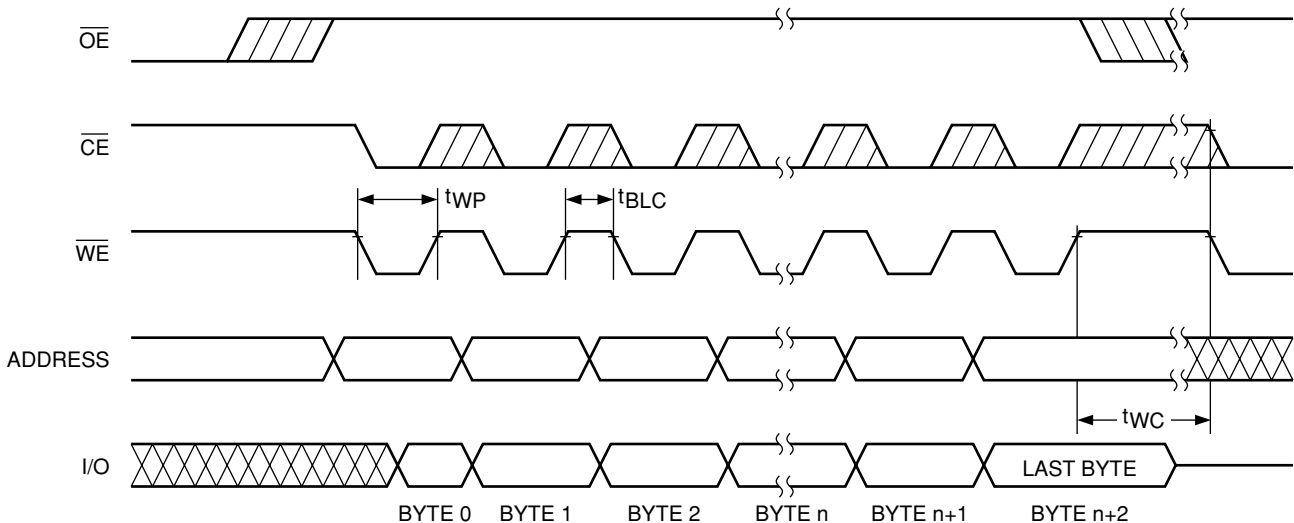 OE
CE
tWP
tBLC
WE
ADDRESS
tWC
I/O
LAST BYTE
BYTE 0 BYTE 1 BYTE 2 BYTE n BYTE n+1 BYTE n+2